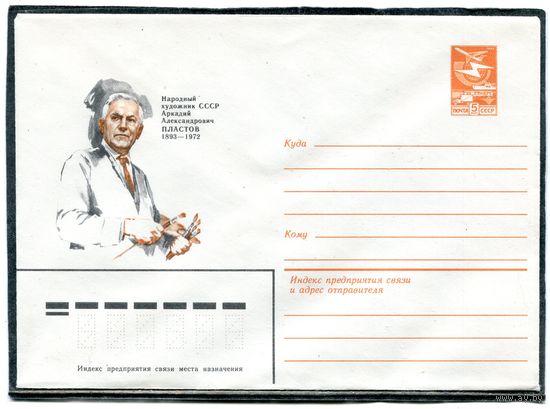 Народный
художник СССР
Аркадий
Александрович
ПЛАСТОВ
1893—1972
ПОЧТА 5 СССР
Куда
Кому
Индекс предприятия связи
и адрес отправителя
Индекс предприятия связи места назначения